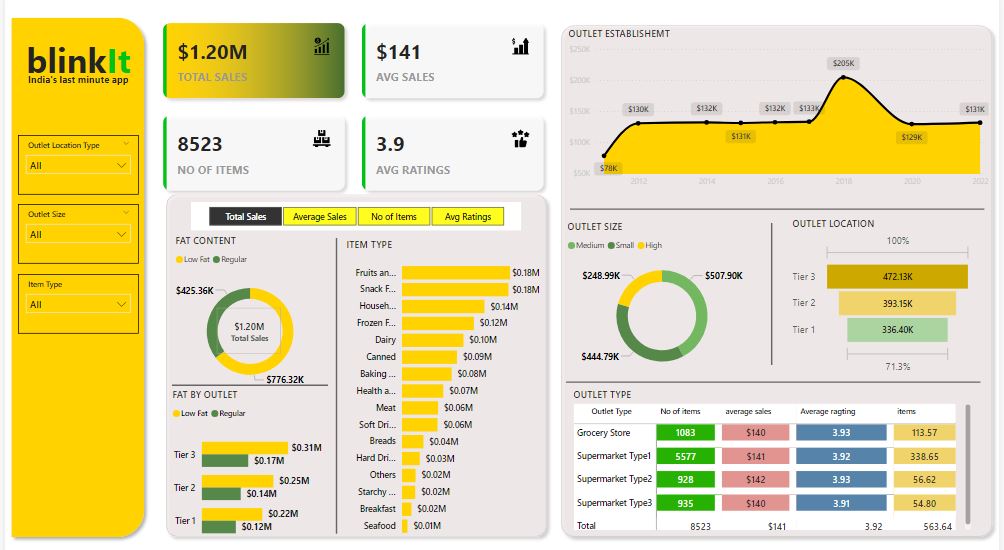 blinkIt
India's last minute app
Outlet Location Type
All
Outlet Size
All
Item Type
All
$1.20M
TOTAL SALES
$141
AVG SALES
8523
NO OF ITEMS
3.9
AVG RATINGS
Total Sales
Average Sales
No of Items
Avg Ratings
FAT CONTENT
Low Fat Regular
$425.36K
$1.20M
Total Sales
$776.32K
FAT BY OUTLET
Low Fat Regular
Tier 3 $0.31M
$0.17M
Tier 2 $0.25M
$0.14M
Tier 1 $0.22M
$0.12M
ITEM TYPE
Fruits an... $0.18M
Snack F... $0.18M
Househ... $0.14M
Frozen F... $0.12M
Dairy $0.10M
Canned $0.09M
Baking ... $0.08M
Health a... $0.07M
Meat $0.06M
Soft Dri... $0.06M
Breads $0.04M
Hard Dri... $0.03M
Others $0.02M
Starchy ... $0.02M
Breakfast $0.02M
Seafood $0.01M
OUTLET ESTABLISHEMT
$250K
$200K
$150K
$100K
$50K
$78K
$130K
$132K
$131K
$132K
$133K
$205K
$129K
$131K
2012 2014 2016 2018 2020 2022
OUTLET SIZE
Medium Small High
$248.99K
$507.90K
$444.79K
OUTLET LOCATION
100%
Tier 3 472.13K
Tier 2 393.15K
Tier 1 336.40K
71.3%
OUTLET TYPE
Outlet Type No of items average sales Average ragting items
Grocery Store 1083 $140 3.93 113.57
Supermarket Type1 5577 $141 3.92 338.65
Supermarket Type2 928 $142 3.93 56.62
Supermarket Type3 935 $140 3.91 54.80
Total 8523 $141 3.92 563.64